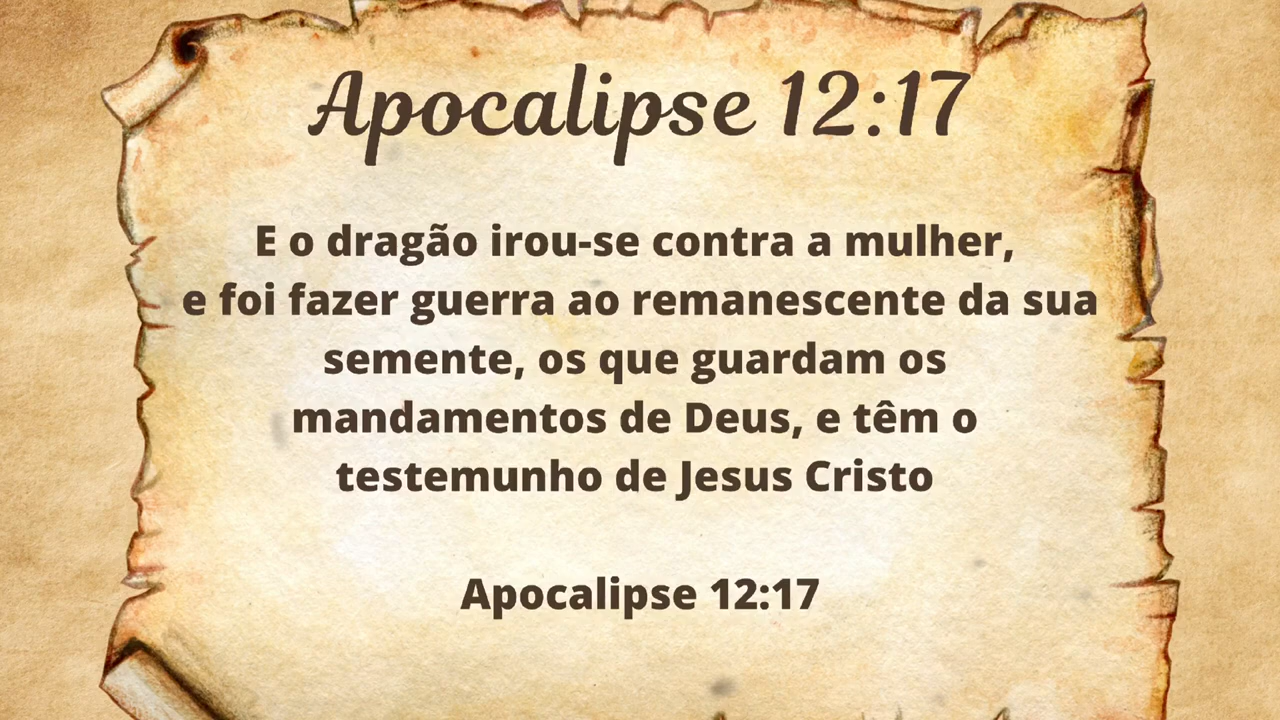 Apocalipse 12:17
E o dragão irou-se contra a mulher,
e foi fazer guerra ao remanescente da sua
semente, os que guardam os
mandamentos de Deus, e têm o
testemunho de Jesus Cristo
Apocalipse 12:17